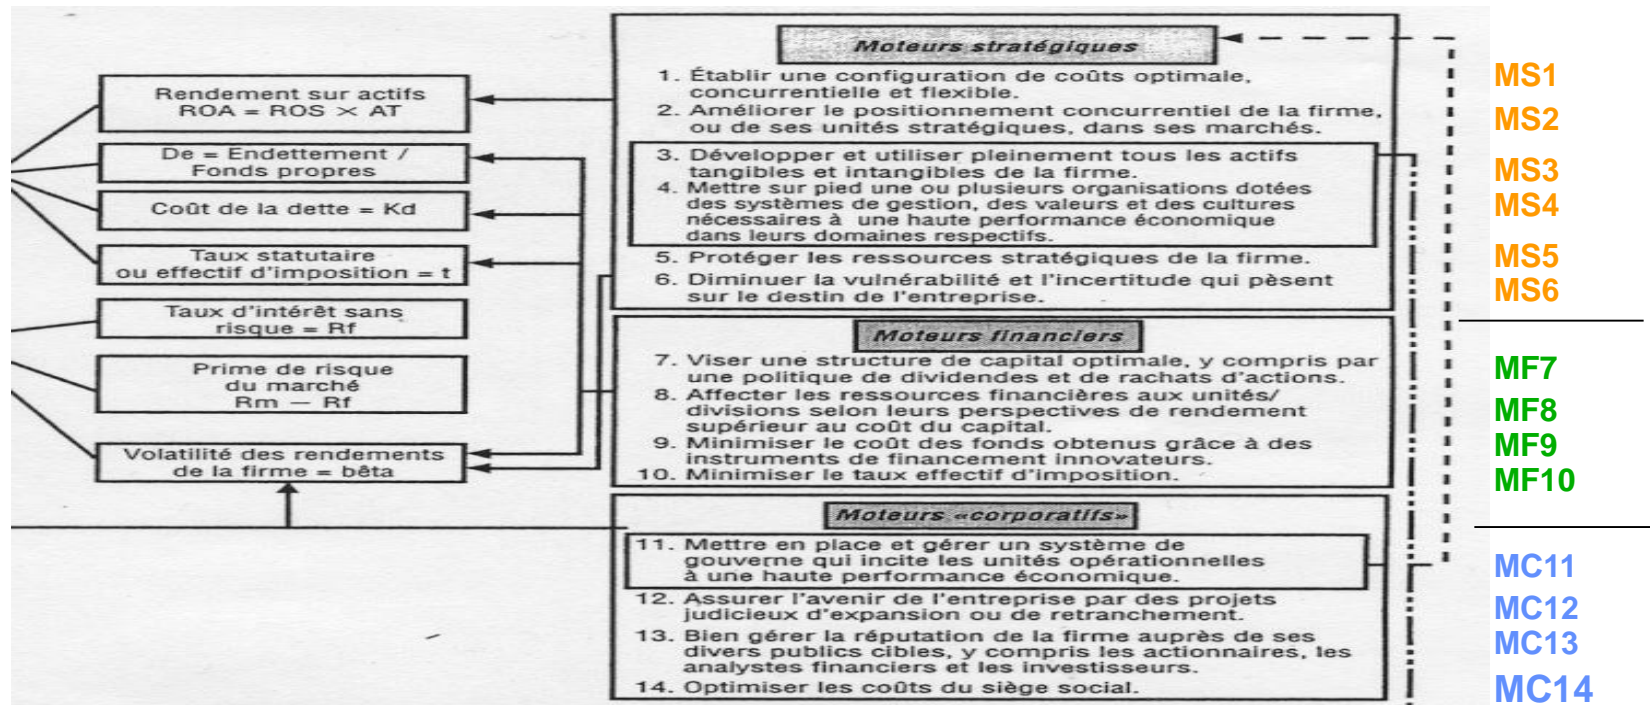 Rendement sur actifs
ROA = ROS × AT
De = Endettement /
Fonds propres
Coût de la dette = Kd
Taux statutaire
ou effectif d'imposition = t
Taux d'intérêt sans
risque = Rf
Prime de risque
du marché
Rm — Rf
Volatilité des rendements
de la firme = bêta
Moteurs stratégiques
1. Établir une configuration de coûts optimale,
concurrentielle et flexible.
2. Améliorer le positionnement concurrentiel de la firme,
ou de ses unités stratégiques, dans ses marchés.
3. Développer et utiliser pleinement tous les actifs
tangibles et intangibles de la firme.
4. Mettre sur pied une ou plusieurs organisations dotées
des systèmes de gestion, des valeurs et des cultures
nécessaires à une haute performance économique
dans leurs domaines respectifs.
5. Protéger les ressources stratégiques de la firme.
6. Diminuer la vulnérabilité et l'incertitude qui pèsent
sur le destin de l'entreprise.
Moteurs financiers
7. Viser une structure de capital optimale, y compris par
une politique de dividendes et de rachats d'actions.
8. Affecter les ressources financières aux unités/
divisions selon leurs perspectives de rendement
supérieur au coût du capital.
9. Minimiser le coût des fonds obtenus grâce à des
instruments de financement innovateurs.
10. Minimiser le taux effectif d'imposition.
Moteurs «corporatifs»
11. Mettre en place et gérer un système de
gouverne qui incite les unités opérationnelles
à une haute performance économique.
12. Assurer l'avenir de l'entreprise par des projets
judicieux d'expansion ou de retranchement.
13. Bien gérer la réputation de la firme auprès de ses
divers publics cibles, y compris les actionnaires, les
analystes financiers et les investisseurs.
14. Optimiser les coûts du siège social.
MS1
MS2
MS3
MS4
MS5
MS6
MF7
MF8
MF9
MF10
MC11
MC12
MC13
MC14